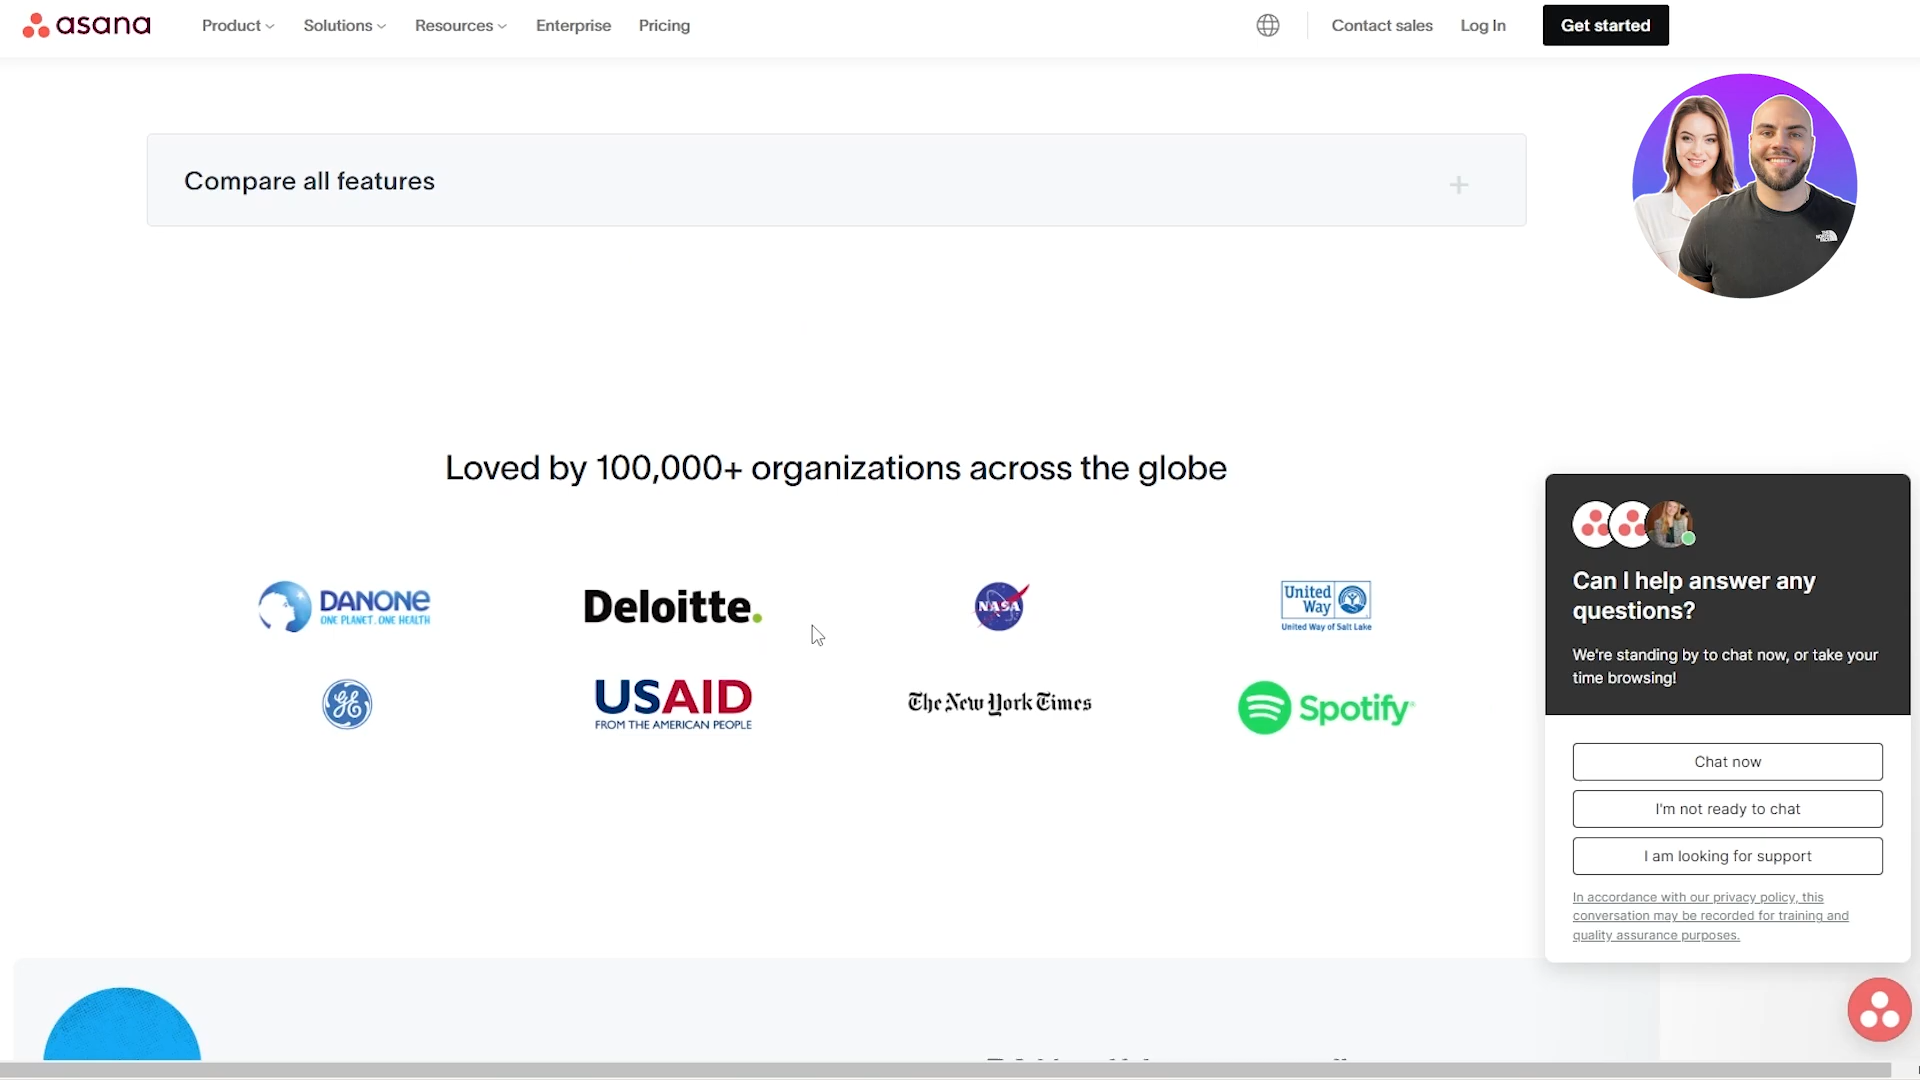 asana
Product
Solutions
Resources
Enterprise
Pricing
Contact sales
Log In
Get started
Compare all features
THE NORTH FACE
Loved by 100,000+ organizations across the globe
DANONE
ONE PLANET. ONE HEALTH
Deloitte.
NASA
United Way
United Way of Salt Lake
GE
USAID
FROM THE AMERICAN PEOPLE
The New York Times
Spotify
Can I help answer any
questions?
We're standing by to chat now, or take your
time browsing!
Chat now
I'm not ready to chat
I am looking for support
In accordance with our privacy policy, this
conversation may be recorded for training and
quality assurance purposes.